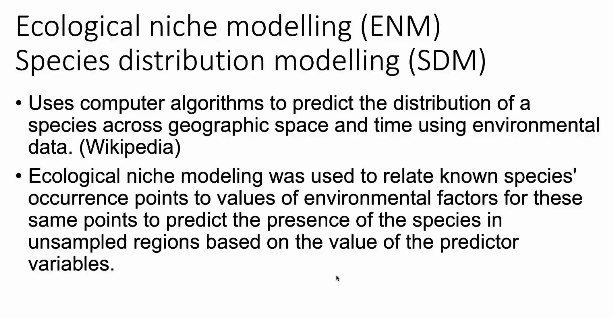 Ecological niche modelling (ENM)
Species distribution modelling (SDM)
• Uses computer algorithms to predict the distribution of a
species across geographic space and time using environmental
data. (Wikipedia)
• Ecological niche modeling was used to relate known species'
occurrence points to values of environmental factors for these
same points to predict the presence of the species in
unsampled regions based on the value of the predictor
variables.